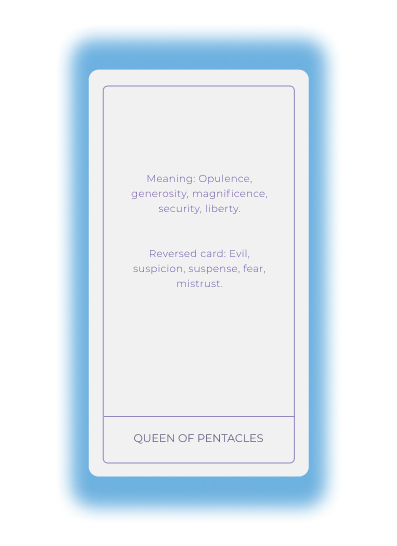 Meaning: Opulence,
generosity, magnificence,
security, liberty.
Reversed card: Evil,
suspicion, suspense, fear,
mistrust.
QUEEN OF PENTACLES